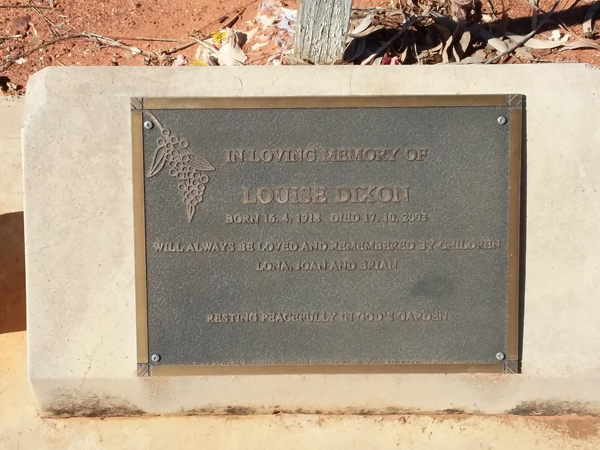 IN LOVING MEMORY OF
LOUISE DIXON
BORN 16. 4. 1918 DIED 17. 10. 2003
WILL ALWAYS BE LOVED AND REMEMBERED BY CHILDREN
LONA, JOAN AND BRIAN
RESTING PEACEFULLY IN GOD'S GARDEN